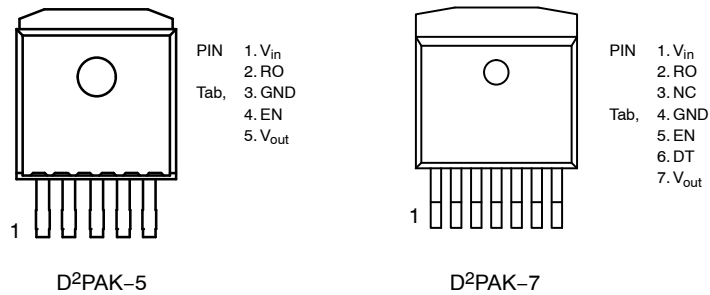 PIN 1. Vin
2. RO
Tab, 3. GND
4. EN
5. Vout
1
D²PAK–5
PIN 1. Vin
2. RO
3. NC
Tab, 4. GND
5. EN
6. DT
7. Vout
1
D²PAK–7